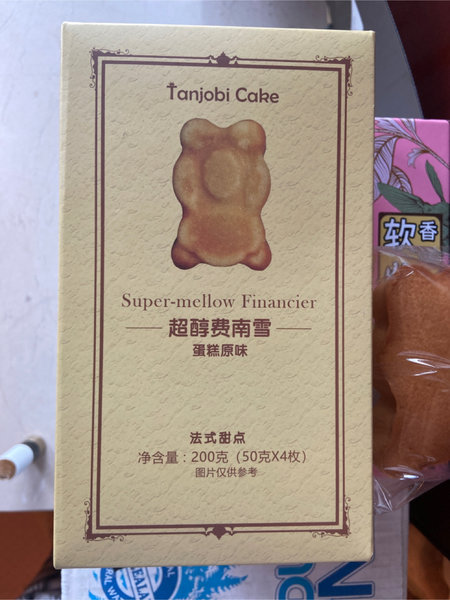 Tanjobi Cake
Super-mellow Financier
超醇费南雪
蛋糕原味
法式甜点
净含量：200克（50克X4枚）
图片仅供参考
软香